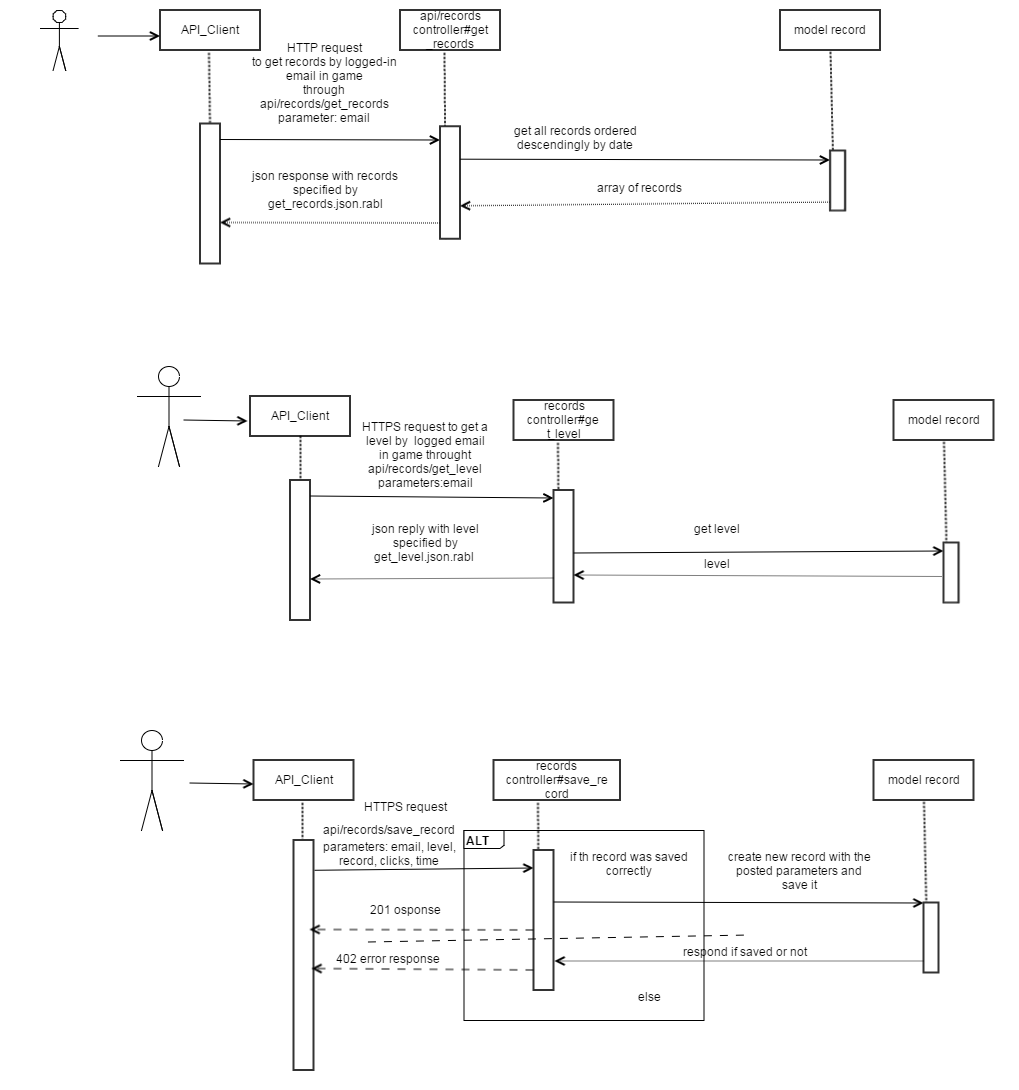 API_Client
api/records
controller#get
_records
model record
HTTP request
to get records by logged-in
email in game
through
api/records/get_records
parameter: email
get all records ordered
descendingly by date
json response with records
specified by
get_records.json.rabl
array of records
API_Client
records
controller#ge
t_level
model record
HTTPS request to get a
level by logged email
in game throught
api/records/get_level
parameters:email
json reply with level
specified by
get_level.json.rabl
get level
level
API_Client
records
controller#save_re
cord
model record
HTTPS request
api/records/save_record
parameters: email, level,
record, clicks, time
ALT
if th record was saved
correctly
create new record with the
posted parameters and
save it
201 osponse
402 error response
respond if saved or not
else